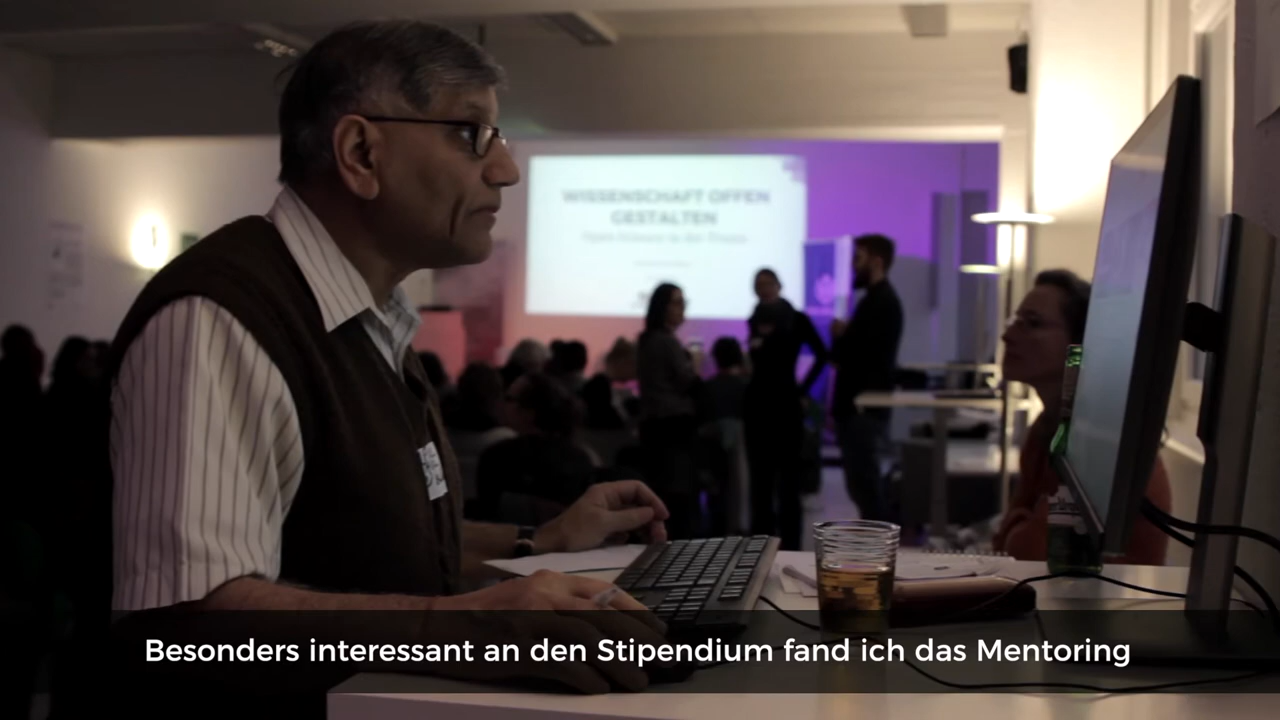 WISSENSCHAFT OFFEN
GESTALTEN
Besonders interessant an den Stipendium fand ich das Mentoring